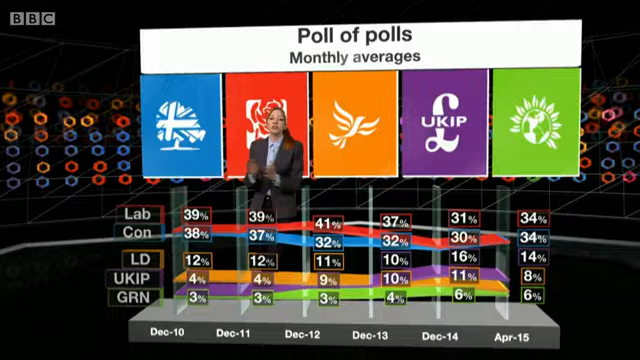 BBC
Poll of polls
Monthly averages
UKIP
Lab 39% 39% 41% 37% 31% 34%
Con 38% 37% 32% 32% 30% 34%
LD 12% 12% 11% 10% 16% 14%
UKIP 4% 4% 9% 10% 11% 8%
GRN 3% 3% 3% 4% 6% 6%
Dec-10 Dec-11 Dec-12 Dec-13 Dec-14 Apr-15